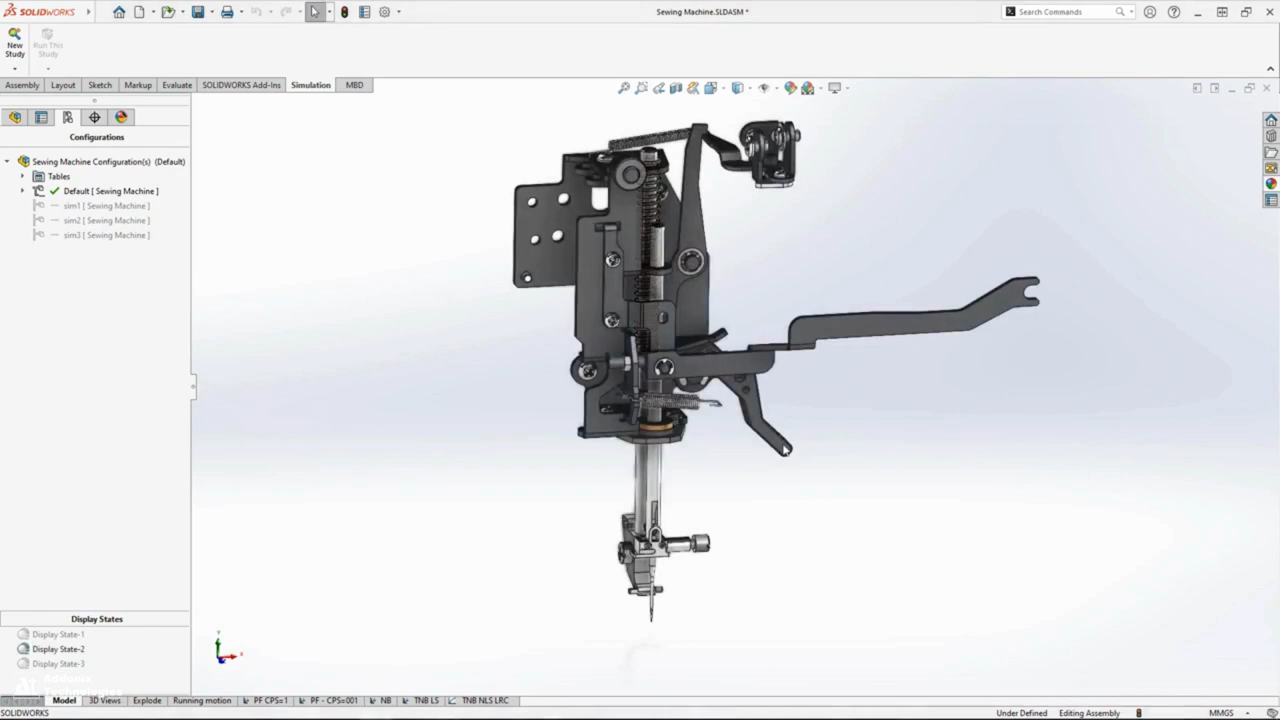 SOLIDWORKS
Sewing Machine.SLDASM *
Search Commands
New
Study
Run This
Study
Assembly
Layout
Sketch
Markup
Evaluate
SOLIDWORKS Add-Ins
Simulation
MBD
Configurations
Sewing Machine Configuration(s) (Default)
Tables
Default [ Sewing Machine ]
sim1 [ Sewing Machine ]
sim2 [ Sewing Machine ]
sim3 [ Sewing Machine ]
Display States
Display State-1
Display State-2
Display State-3
Addonix
Technologies
Model
3D Views
Explode
Running motion
PF CPS=1
PF - CPS=001
NB
TNB LS
TNB NLS LRC
SOLIDWORKS
Under Defined
Editing Assembly
MMGS